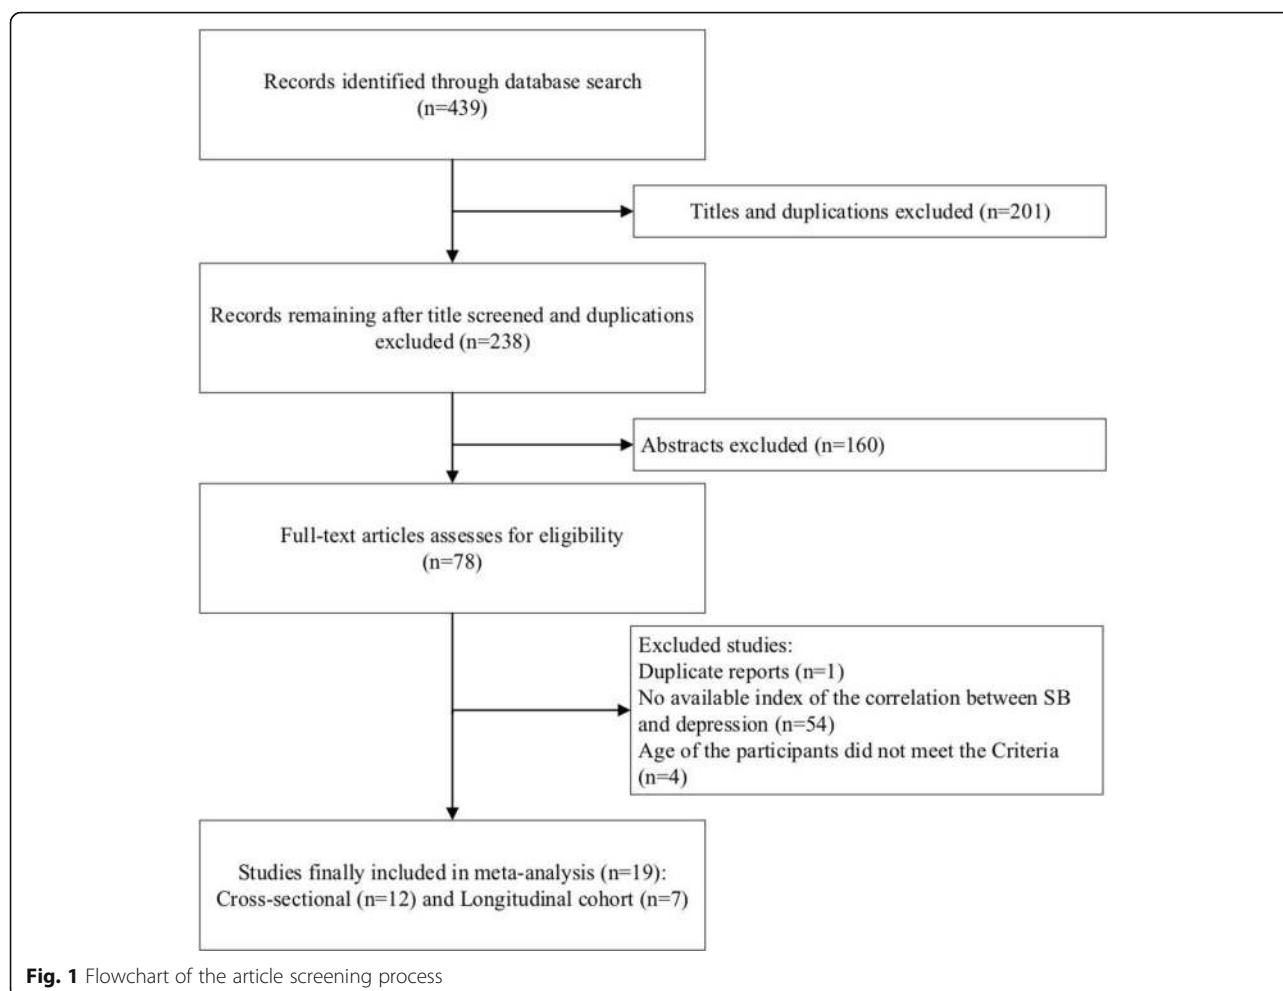 Records identified through database search
(n=439)
Titles and duplications excluded (n=201)
Records remaining after title screened and duplications
excluded (n=238)
Abstracts excluded (n=160)
Full-text articles assesses for eligibility
(n=78)
Excluded studies:
Duplicate reports (n=1)
No available index of the correlation between SB
and depression (n=54)
Age of the participants did not meet the Criteria
(n=4)
Studies finally included in meta-analysis (n=19):
Cross-sectional (n=12) and Longitudinal cohort (n=7)
Fig. 1 Flowchart of the article screening process